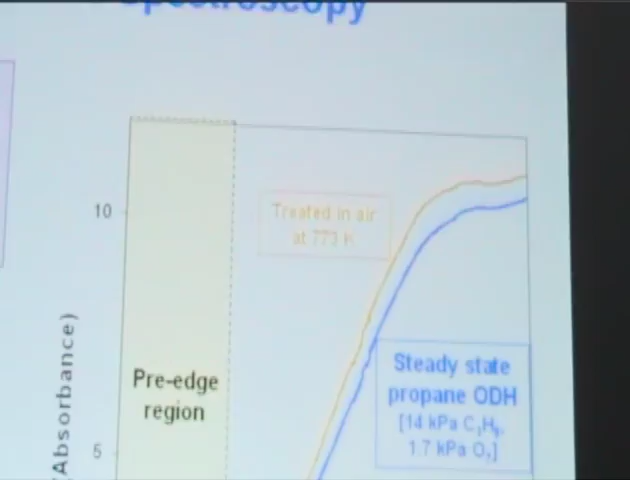 Spectroscopy
10
Treated in air
at 773 K
Pre-edge
region
Steady state
propane ODH
[14 kPa C₃H₈,
1.7 kPa O₂]
5
(Absorbance)